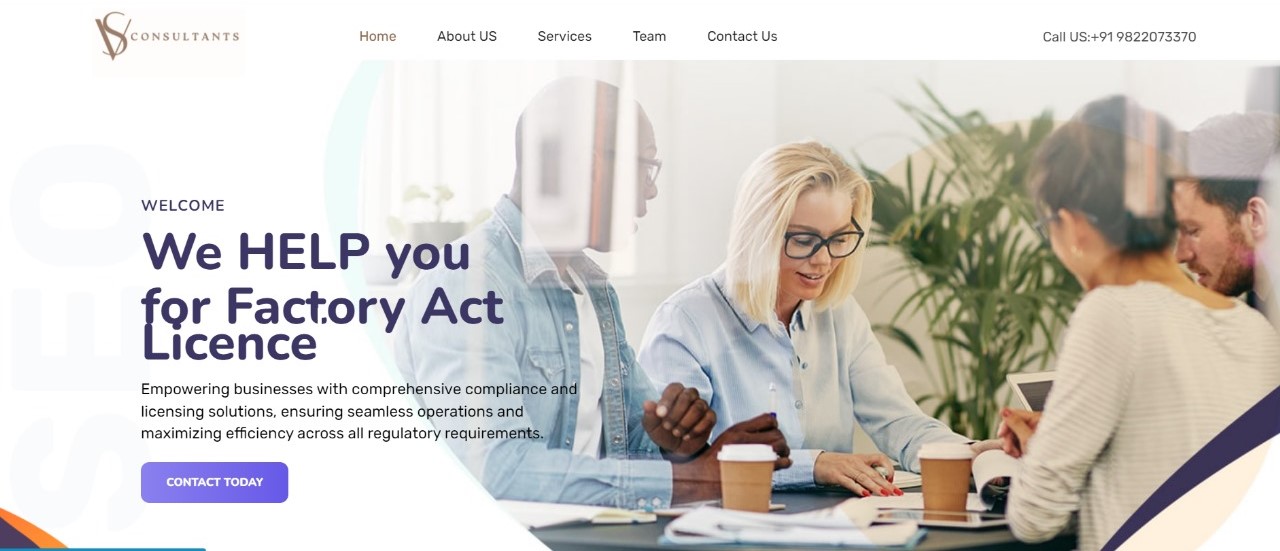 VS CONSULTANTS
Home
About US
Services
Team
Contact Us
Call US:+91 9822073370
SEO
WELCOME
We HELP you
for Factory Act
Licence
Empowering businesses with comprehensive compliance and
licensing solutions, ensuring seamless operations and
maximizing efficiency across all regulatory requirements.
CONTACT TODAY